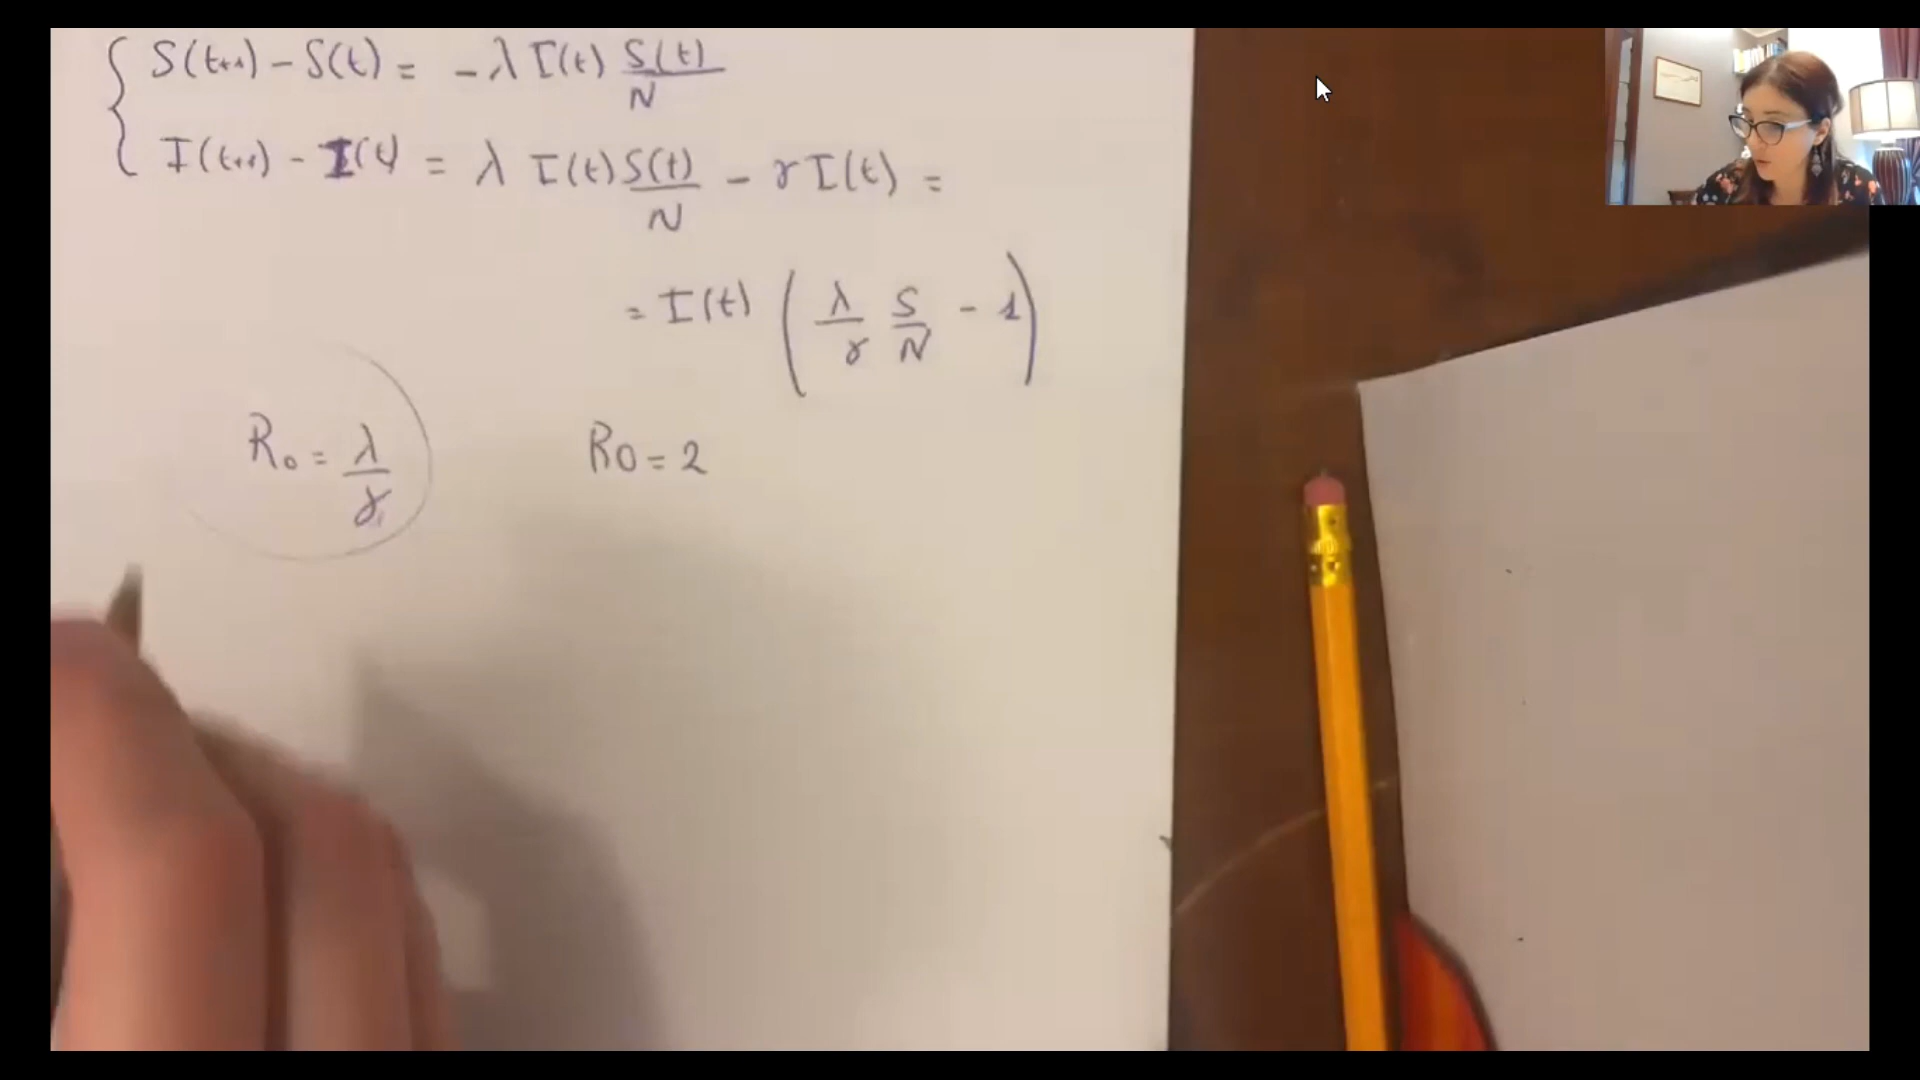 S(t+1) - S(t) = -λ I(t) S(t)/N
I(t+1) - I(t) = λ I(t) S(t)/N - γ I(t) =
= I(t) (λ/γ S/N - 1)
R₀ = λ/γ R0 = 2